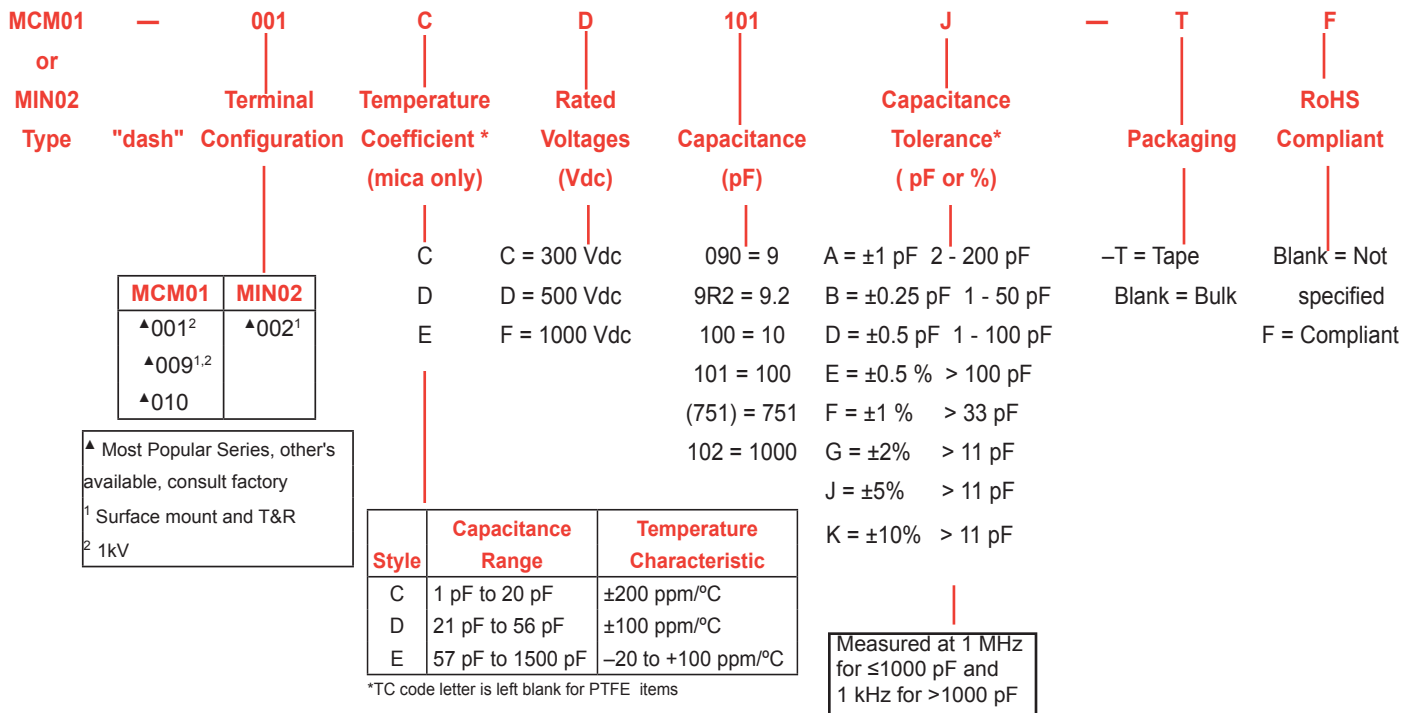 MCM01 — 001 C D 101 J — T F
or
MIN02 Terminal Temperature Rated Capacitance RoHS
Type "dash" Configuration Coefficient * Voltages Capacitance Tolerance* Packaging Compliant
(mica only) (Vdc) (pF) ( pF or %)
C C = 300 Vdc 090 = 9 A = ±1 pF 2 - 200 pF –T = Tape Blank = Not
D D = 500 Vdc 9R2 = 9.2 B = ±0.25 pF 1 - 50 pF Blank = Bulk specified
E F = 1000 Vdc 100 = 10 D = ±0.5 pF 1 - 100 pF F = Compliant
101 = 100 E = ±0.5 % > 100 pF
(751) = 751 F = ±1 % > 33 pF
102 = 1000 G = ±2% > 11 pF
J = ±5% > 11 pF
K = ±10% > 11 pF
MCM01 MIN02
▲001² ▲002¹
▲009¹,²
▲010
▲ Most Popular Series, other's
available, consult factory
¹ Surface mount and T&R
² 1kV
Capacitance Temperature
Style Range Characteristic
C 1 pF to 20 pF ±200 ppm/ºC
D 21 pF to 56 pF ±100 ppm/ºC
E 57 pF to 1500 pF –20 to +100 ppm/ºC
*TC code letter is left blank for PTFE items
Measured at 1 MHz
for ≤1000 pF and
1 kHz for >1000 pF